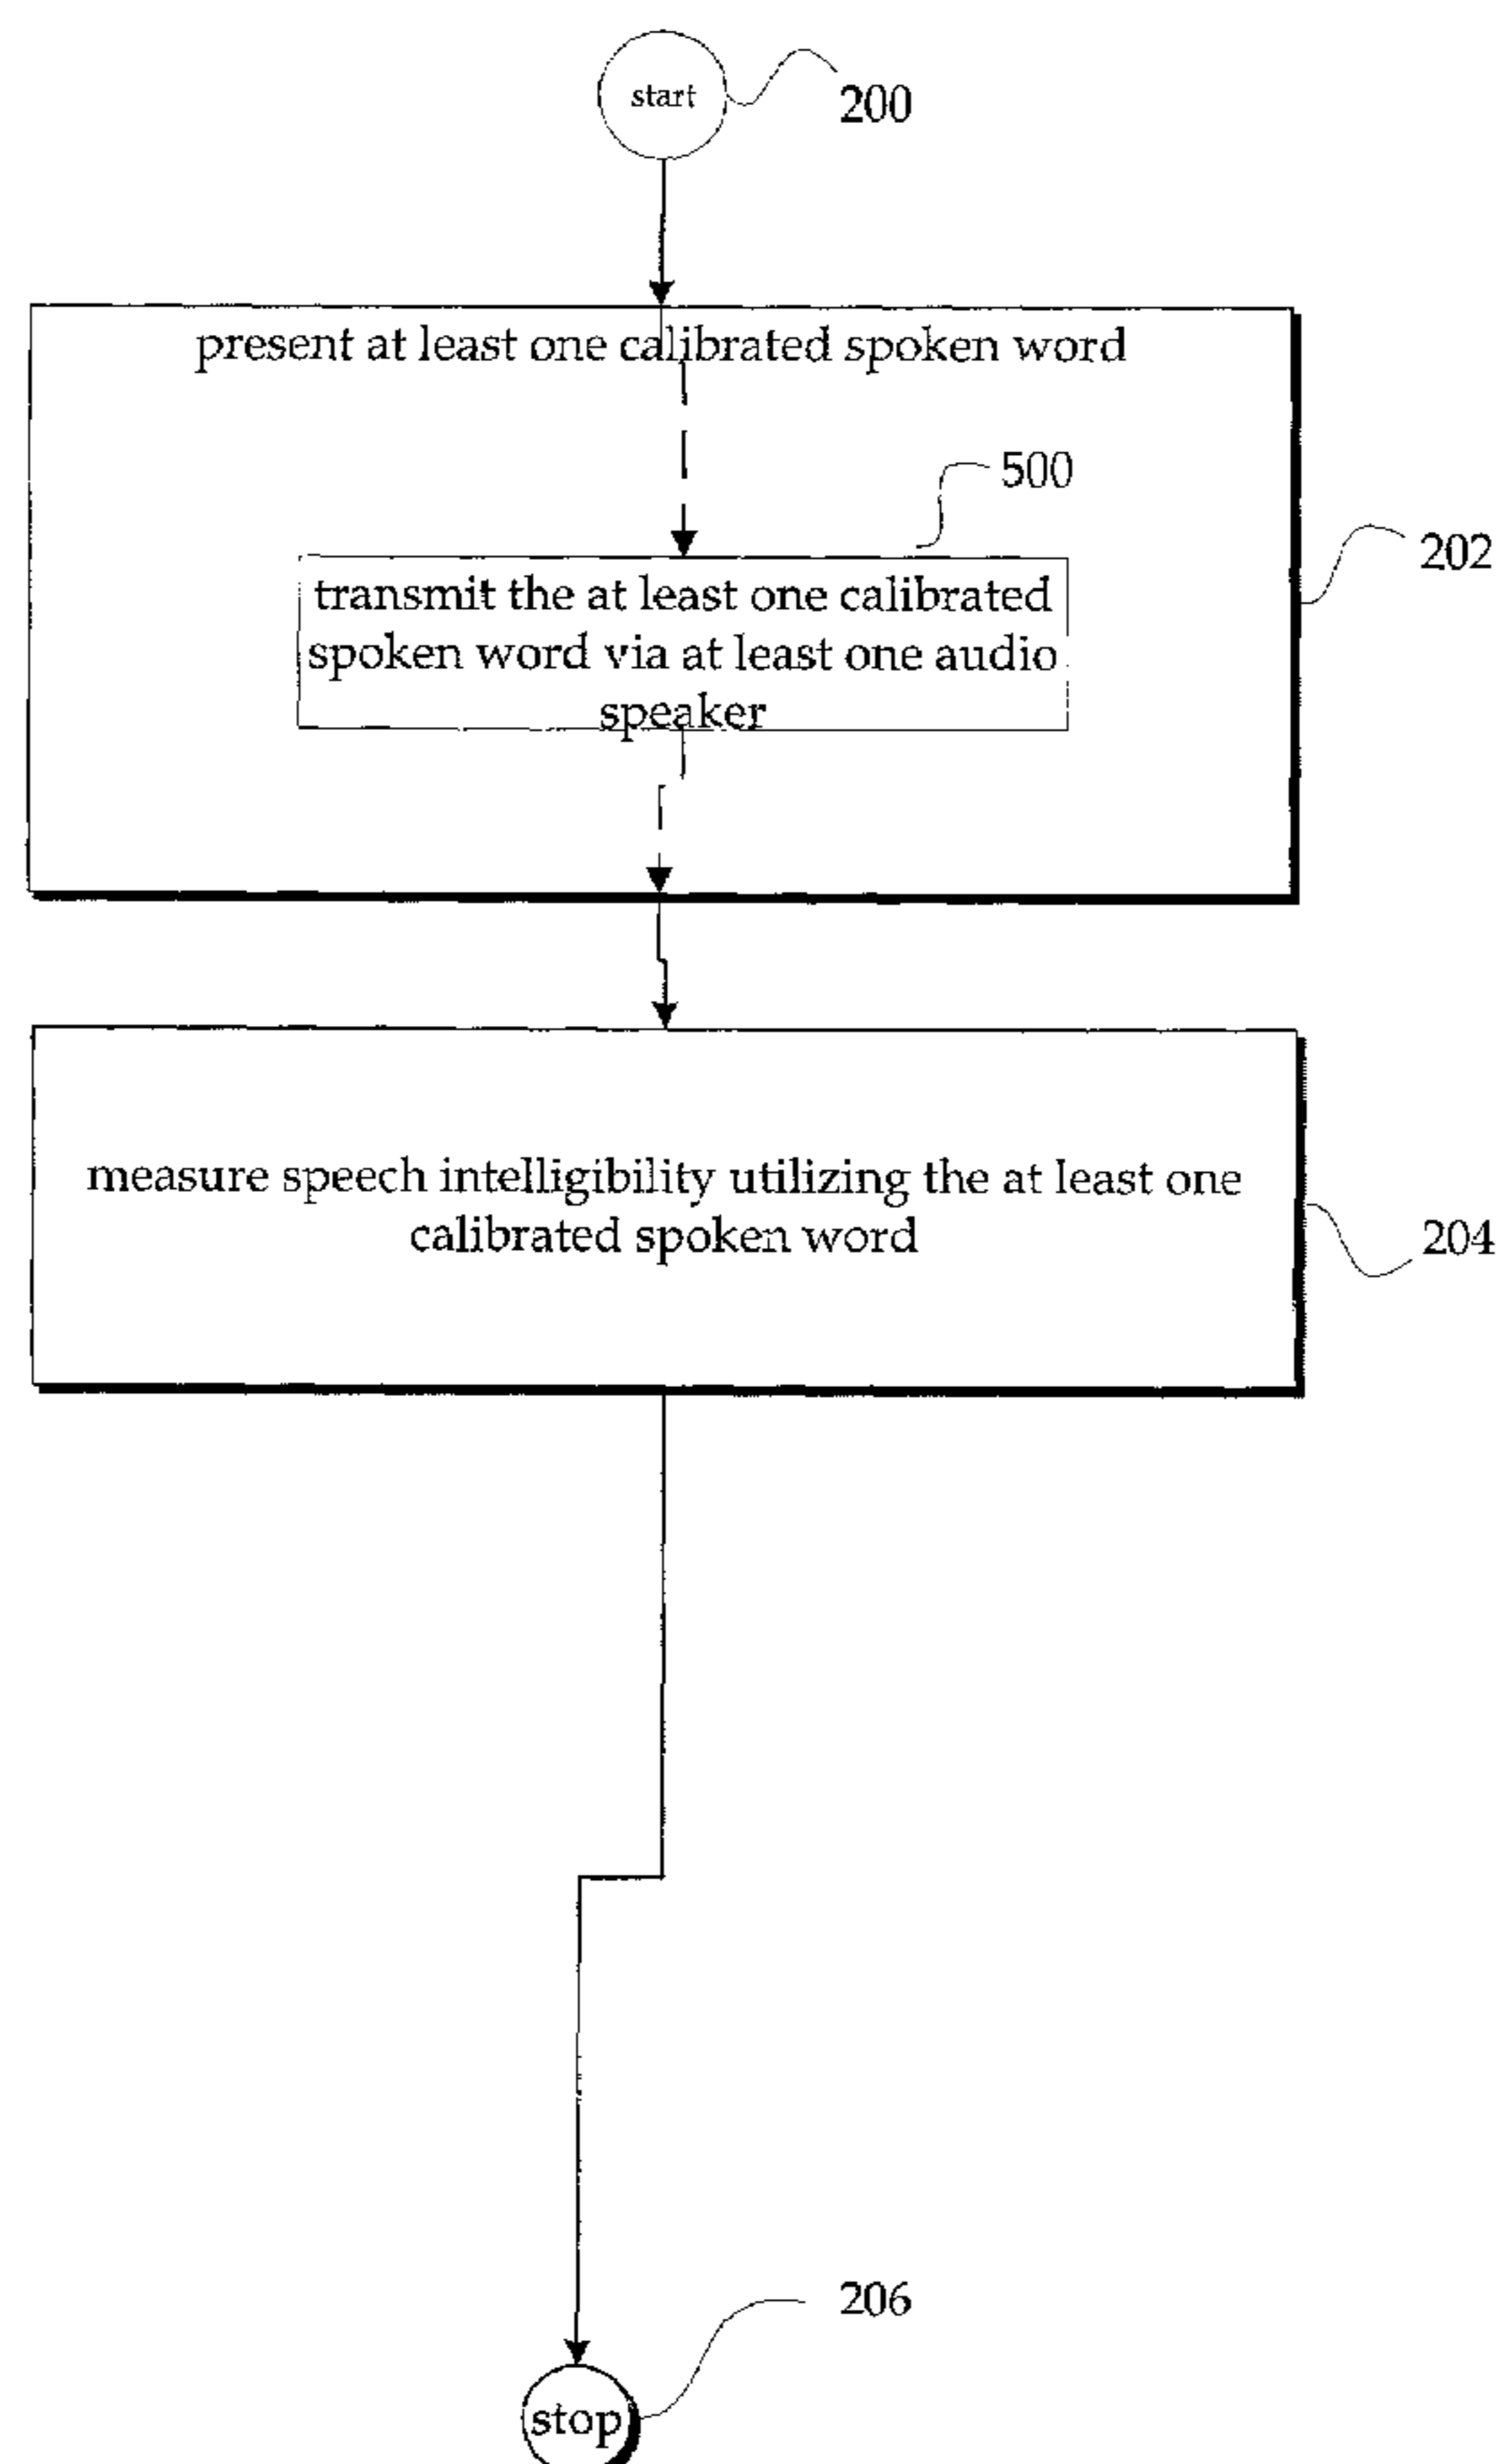 start
200
present at least one calibrated spoken word
500
transmit the at least one calibrated
spoken word via at least one audio
speaker
202
measure speech intelligibility utilizing the at least one
calibrated spoken word
204
206
stop